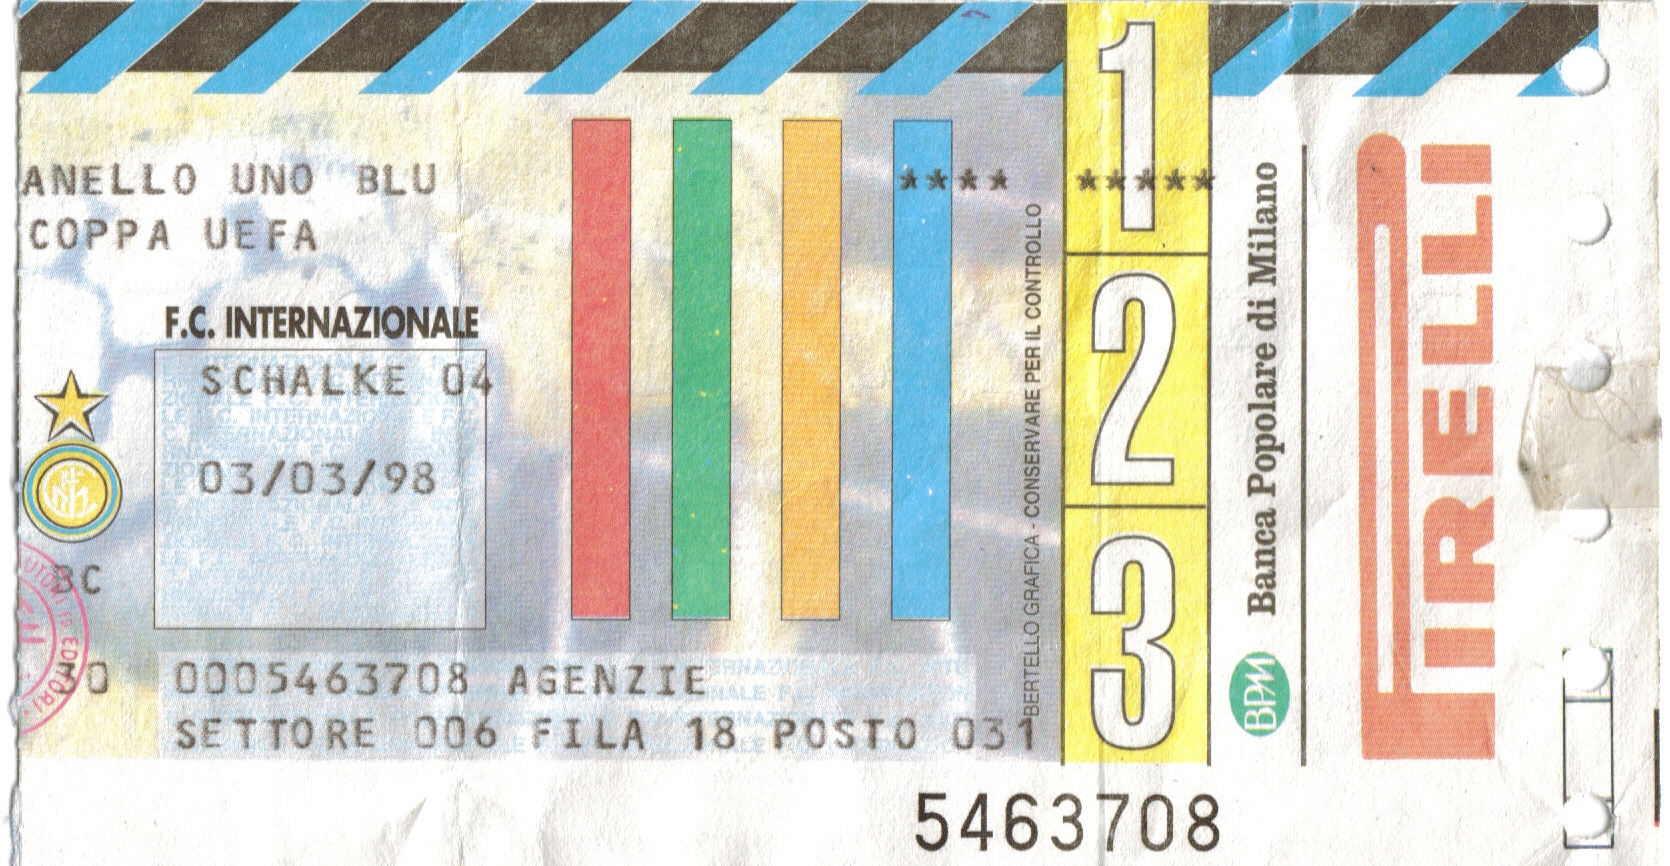 ANELLO UNO BLU
COPPA UEFA
F.C. INTERNAZIONALE
SCHALKE 04
03/03/98
0005463708 AGENZIE
SETTORE 006 FILA 18 POSTO 031
**** *****
BERTELLO GRAFICA - CONSERVARE PER IL CONTROLLO
1
2
3
BPM Banca Popolare di Milano
PIRELLI
5463708
EDITORI